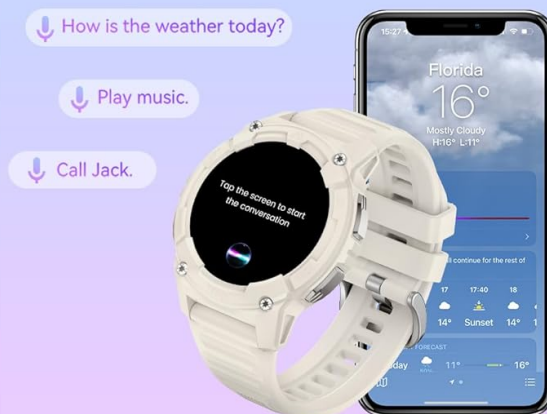 How is the weather today?
Play music.
Call Jack.
Tap the screen to start
the conversation
15:27
Florida
16°
Mostly Cloudy
H:16° L:11°
ll continue for the rest of
17 17:40 18
14° Sunset 14°
FORECAST
day 11° 16°